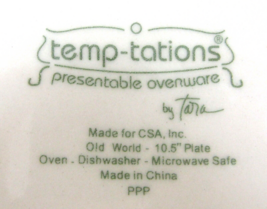 temp-tations®
presentable ovenware
by Tara
Made for CSA, Inc.
Old World - 10.5" Plate
Oven - Dishwasher - Microwave Safe
Made in China
PPP